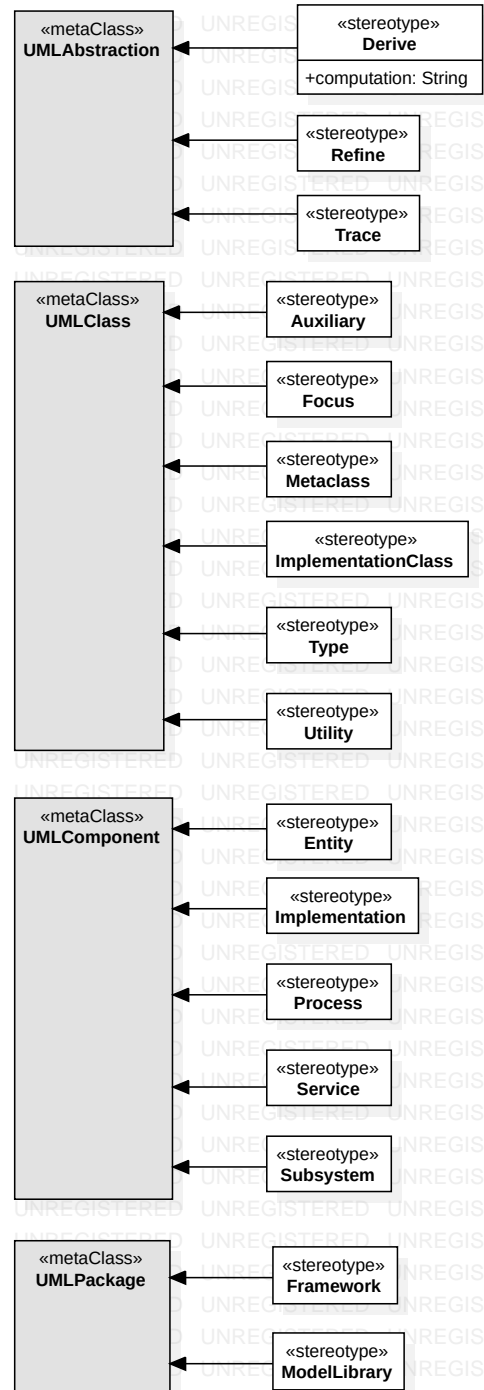 «metaClass»
UMLAbstraction
«stereotype»
Derive
+computation: String
«stereotype»
Refine
«stereotype»
Trace
«metaClass»
UMLClass
«stereotype»
Auxiliary
«stereotype»
Focus
«stereotype»
Metaclass
«stereotype»
ImplementationClass
«stereotype»
Type
«stereotype»
Utility
«metaClass»
UMLComponent
«stereotype»
Entity
«stereotype»
Implementation
«stereotype»
Process
«stereotype»
Service
«stereotype»
Subsystem
«metaClass»
UMLPackage
«stereotype»
Framework
«stereotype»
ModelLibrary
UNREGISTERED